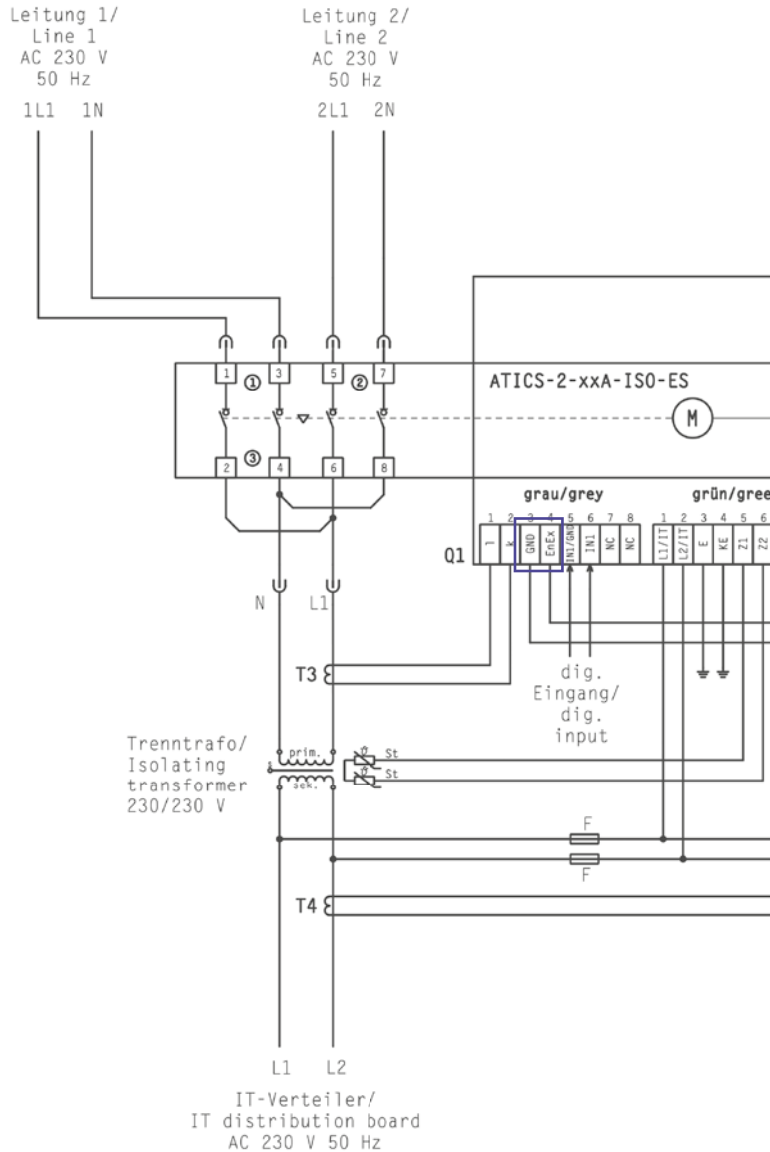 Leitung 1/
Line 1
AC 230 V
50 Hz
1L1 1N
Leitung 2/
Line 2
AC 230 V
50 Hz
2L1 2N
1 3 5 7
① ②
ATICS-2-xxA-ISO-ES
M
③
2 4 6 8
grau/grey
grün/gree
1 2 3 4 5 6 7 8
1 2 3 4 5 6
Q1
l k GND EnEx IN1/GND IN1 NC NC
L1/IT L2/IT E KE Z1 Z2
N L1
T3
dig.
Eingang/
dig.
input
Trenntrafo/
Isolating
transformer
230/230 V
prim.
sek.
St
St
F
F
T4
L1 L2
IT-Verteiler/
IT distribution board
AC 230 V 50 Hz